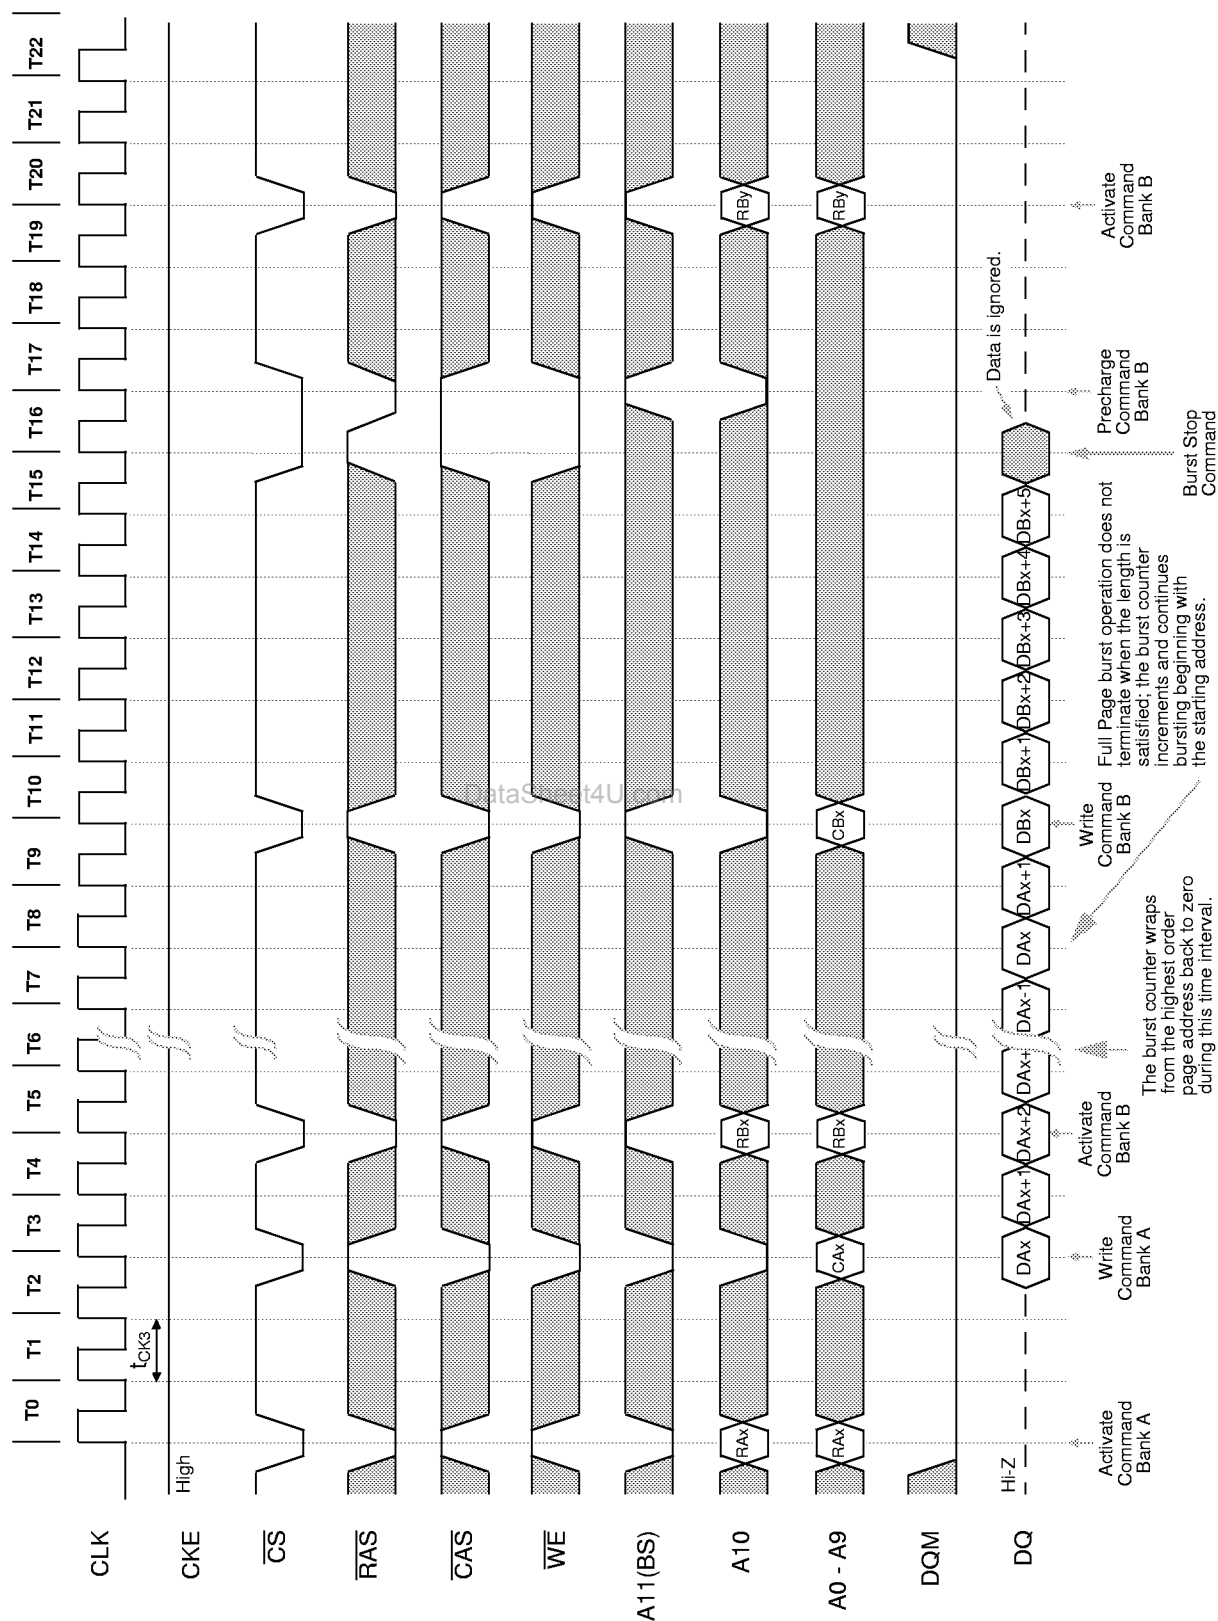 T0 T1 T2 T3 T4 T5 T6 T7 T8 T9 T10 T11 T12 T13 T14 T15 T16 T17 T18 T19 T20 T21 T22
CLK
tCK3
CKE
High
CS
RAS
CAS
WE
A11(BS)
A10
RAx RBx RBy
A0 - A9
RAx CAx RBx CBx RBy
DQM
DQ
Hi-Z
DAx DAx+1 DAx+2 DAx+ DAx-1 DAx DAx+1 DBx DBx+1 DBx+2 DBx+3 DBx+4 DBx+5
Data is ignored.
Activate
Command
Bank A
Write
Command
Bank A
Activate
Command
Bank B
The burst counter wraps
from the highest order
page address back to zero
during this time interval.
Write
Command
Bank B
Full Page burst operation does not
terminate when the length is
satisfied; the burst counter
increments and continues
bursting beginning with
the starting address.
Burst Stop
Command
Precharge
Command
Bank B
Activate
Command
Bank B
DataSheet4U.com